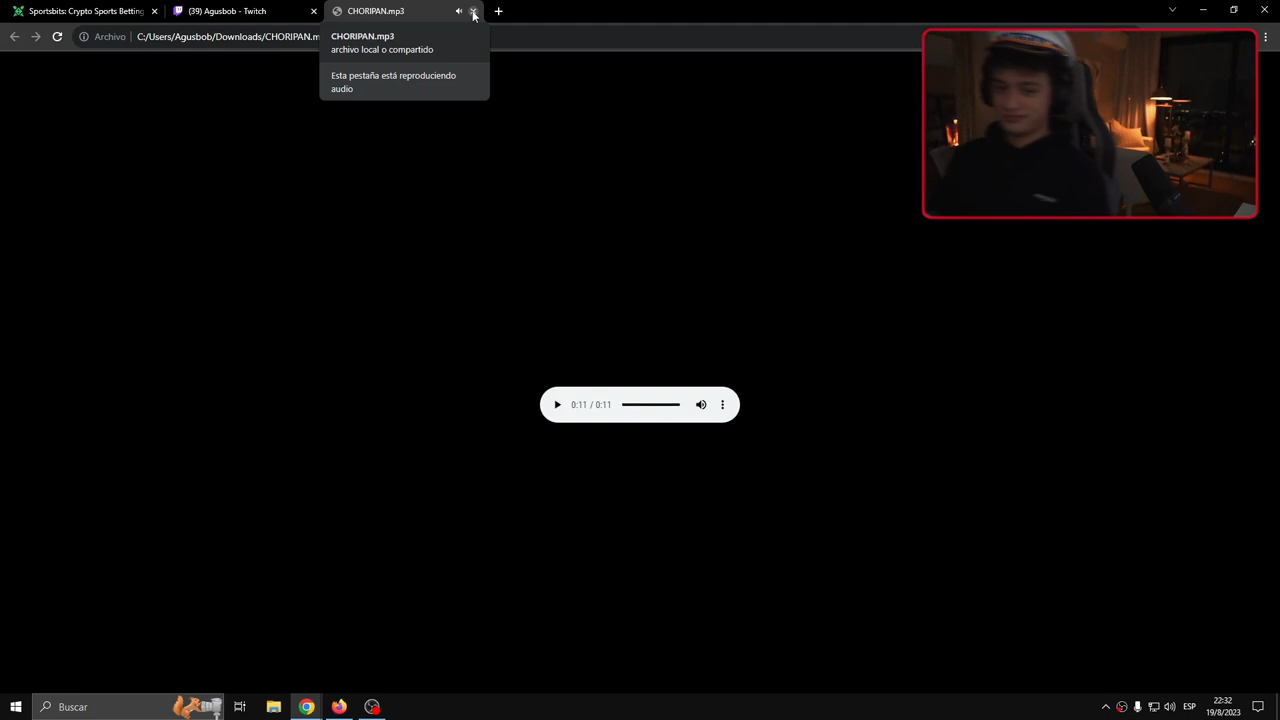 Sportsbits: Crypto Sports Betting
(39) Agusbob - Twitch
CHORIPAN.mp3
Archivo
C:/Users/Agusbob/Downloads/CHORIPAN.m
CHORIPAN.mp3
archivo local o compartido
Esta pestaña está reproduciendo
audio
0:11 / 0:11
Buscar
ESP
22:32
19/8/2023